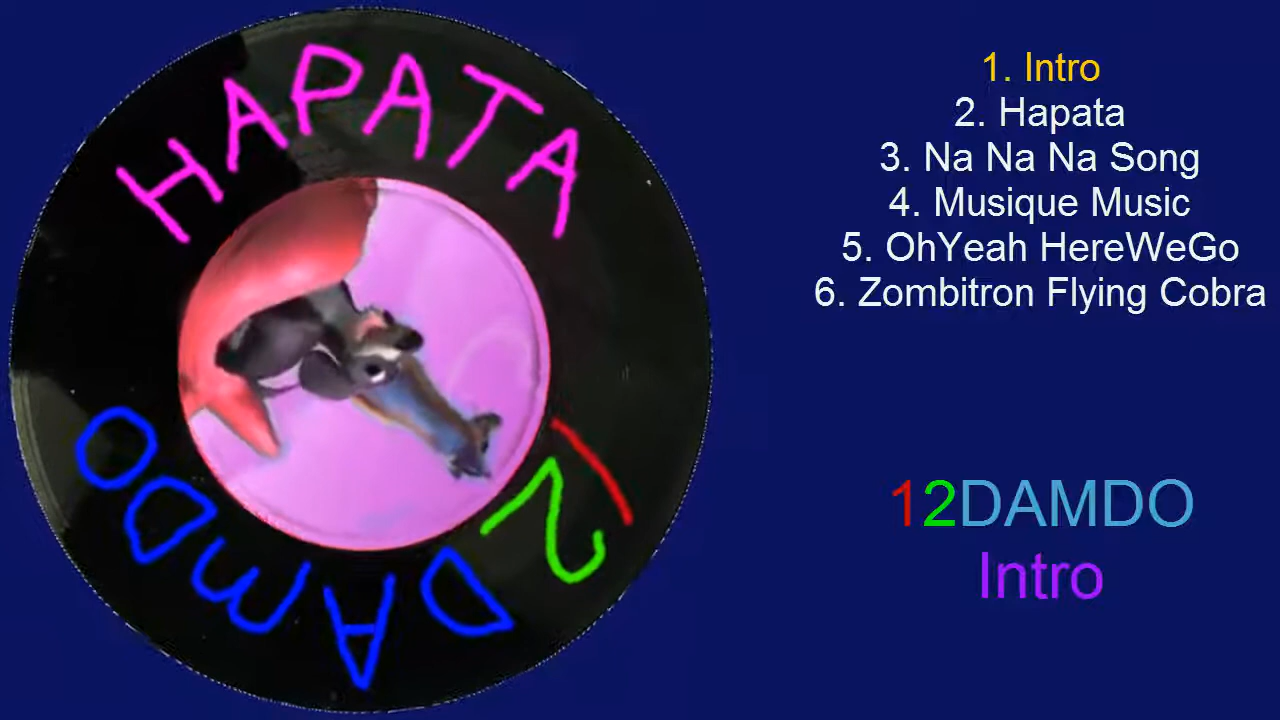 HAPATA
12DAMDO
1. Intro
2. Hapata
3. Na Na Na Song
4. Musique Music
5. OhYeah HereWeGo
6. Zombitron Flying Cobra
12DAMDO
Intro